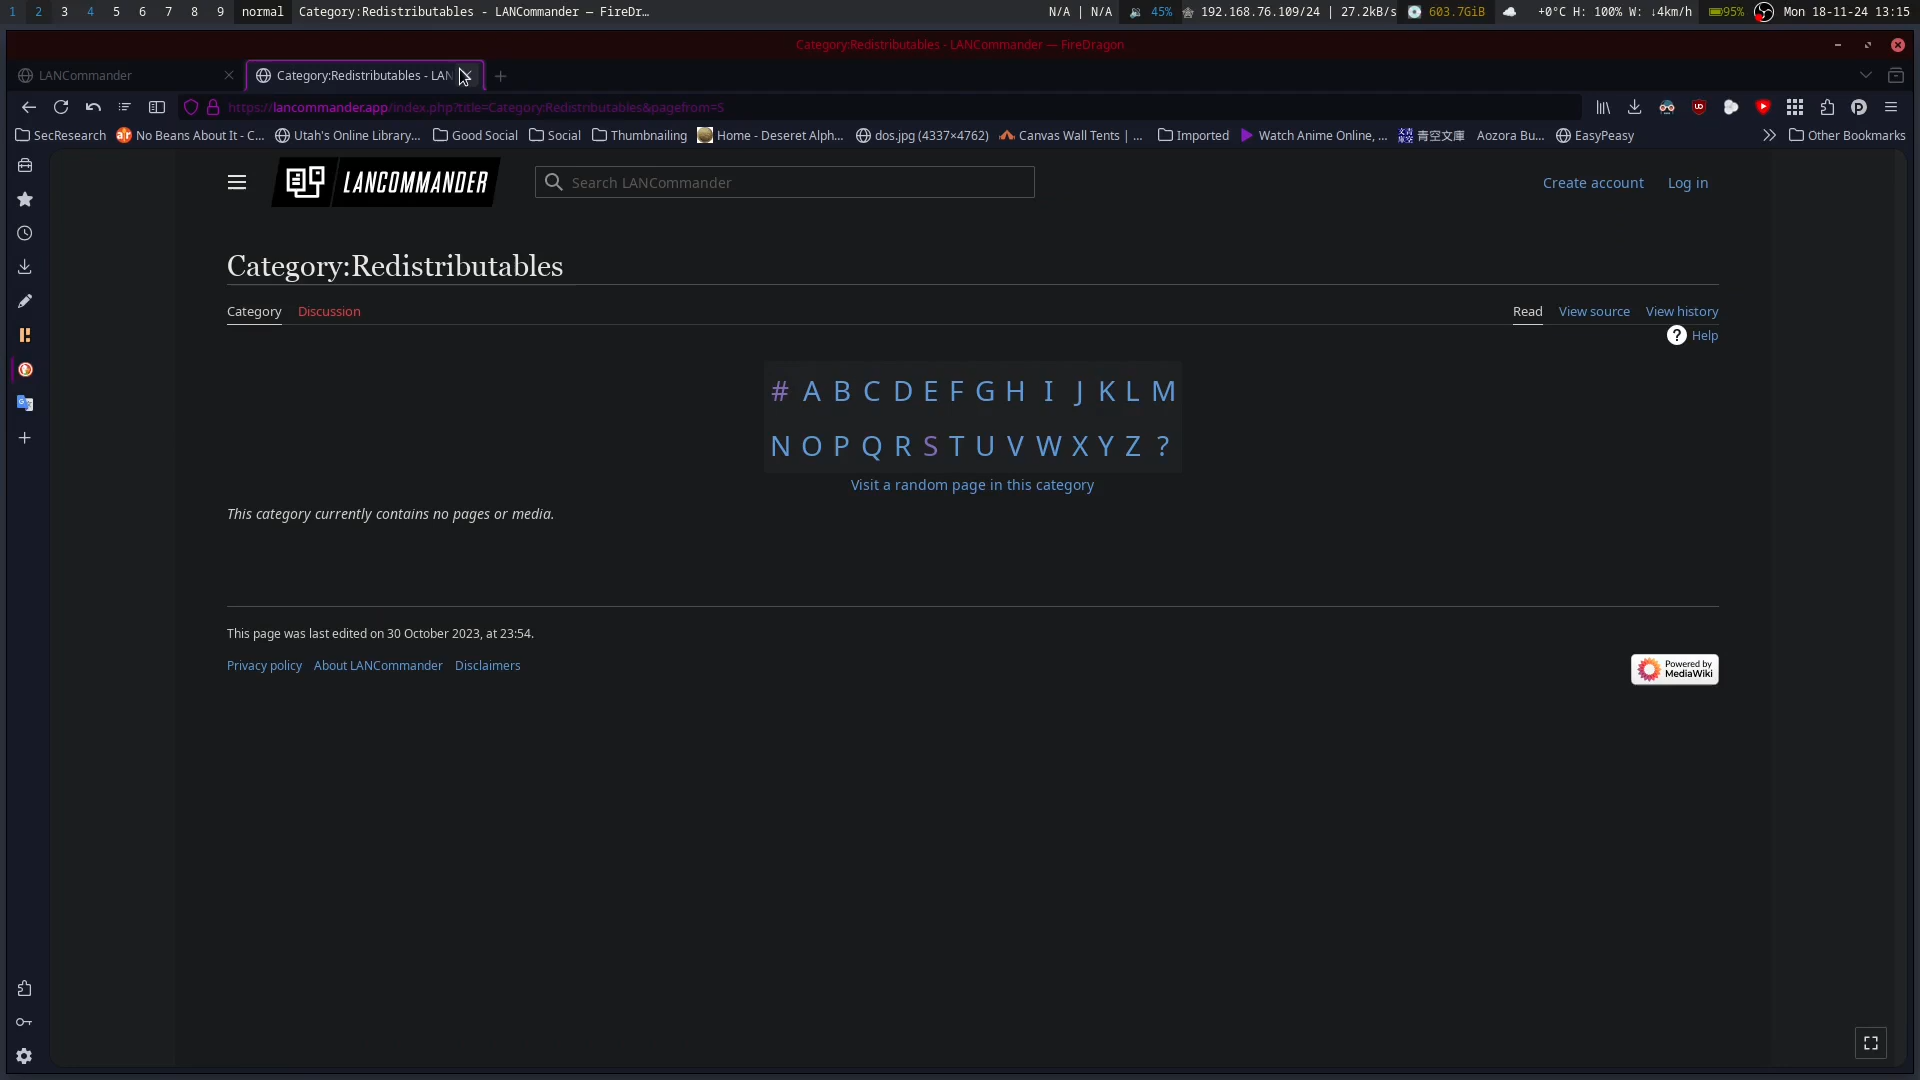 1 2 3 4 5 6 7 8 9 normal Category:Redistributables - LANCommander — FireDr… N/A | N/A 45% 192.168.76.109/24 | 27.2kB/s 603.7GiB +0°C H: 100% W: ↓4km/h 95% Mon 18-11-24 13:15
Category:Redistributables - LANCommander — FireDragon
LANCommander Category:Redistributables - LAN
https://lancommander.app/index.php?title=Category:Redistributables&pagefrom=S
SecResearch No Beans About It - C... Utah's Online Library... Good Social Social Thumbnailing Home - Deseret Alph... dos.jpg (4337×4762) Canvas Wall Tents | ... Imported Watch Anime Online, ... 青空文庫 Aozora Bu... EasyPeasy Other Bookmarks
LANCOMMANDER Search LANCommander Create account Log in
Category:Redistributables
Category Discussion Read View source View history
? Help
# A B C D E F G H I J K L M
N O P Q R S T U V W X Y Z ?
Visit a random page in this category
This category currently contains no pages or media.
This page was last edited on 30 October 2023, at 23:54.
Privacy policy About LANCommander Disclaimers
Powered by
MediaWiki